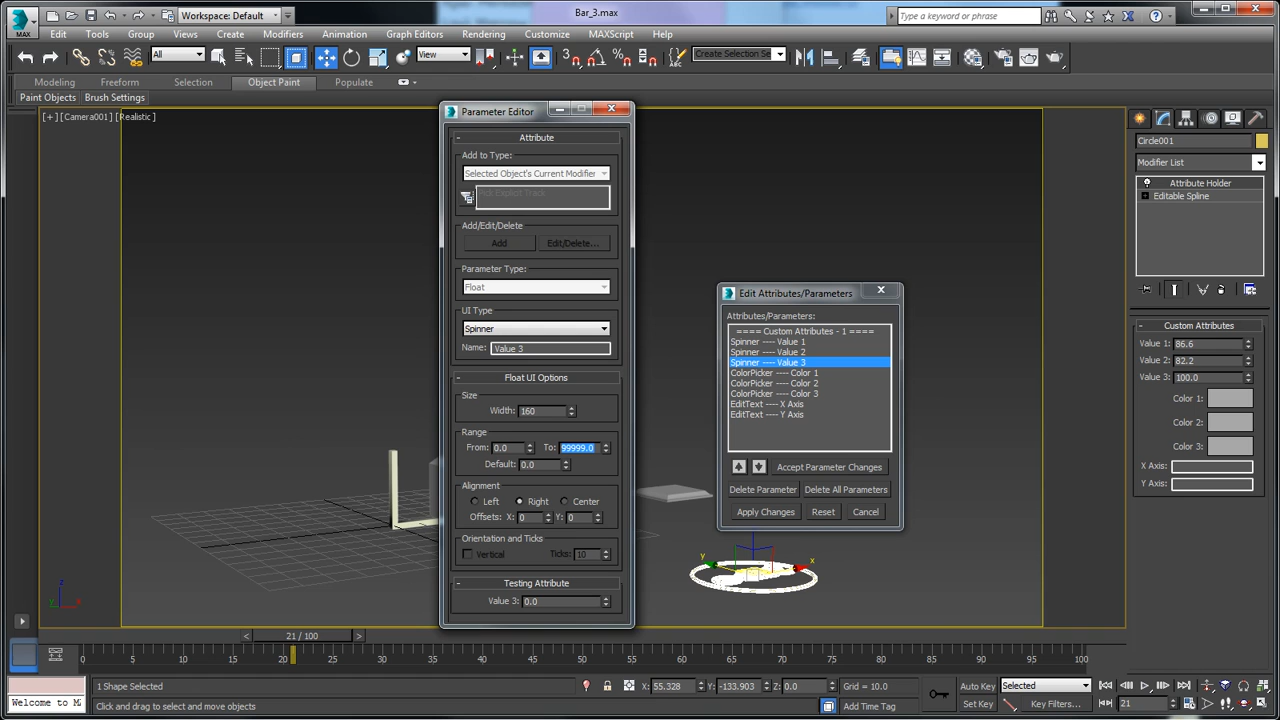 Workspace: Default
Bar_3.max
Type a keyword or phrase
MAX
Edit
Tools
Group
Views
Create
Modifiers
Animation
Graph Editors
Rendering
Customize
MAXScript
Help
All
View
Create Selection Se
Modeling
Freeform
Selection
Object Paint
Populate
Paint Objects
Brush Settings
[+] [Camera001] [Realistic]
Parameter Editor
Attribute
Add to Type:
Selected Object's Current Modifier
Pick Explicit Track
Add/Edit/Delete
Add
Edit/Delete...
Parameter Type:
Float
UI Type
Spinner
Name: Value 3
Float UI Options
Size
Width: 160
Range
From: 0.0 To: 99999.0
Default: 0.0
Alignment
Left Right Center
Offsets: X: 0 Y: 0
Orientation and Ticks
Vertical Ticks: 10
Testing Attribute
Value 3: 0.0
Edit Attributes/Parameters
Attributes/Parameters:
==== Custom Attributes - 1 ====
Spinner ---- Value 1
Spinner ---- Value 2
Spinner ---- Value 3
ColorPicker ---- Color 1
ColorPicker ---- Color 2
ColorPicker ---- Color 3
EditText ---- X Axis
EditText ---- Y Axis
Accept Parameter Changes
Delete Parameter
Delete All Parameters
Apply Changes
Reset
Cancel
Circle001
Modifier List
Attribute Holder
Editable Spline
Custom Attributes
Value 1: 86.6
Value 2: 82.2
Value 3: 100.0
Color 1:
Color 2:
Color 3:
X Axis:
Y Axis:
z
y
x
y
x
21 / 100
0 5 10 15 20 25 30 35 40 45 50 55 60 65 70 75 80 85 90 95 100
1 Shape Selected
X: 55.328 Y: -133.903 Z: 0.0
Grid = 10.0
Auto Key
Selected
Welcome to M
Click and drag to select and move objects
Add Time Tag
Set Key
Key Filters...
21